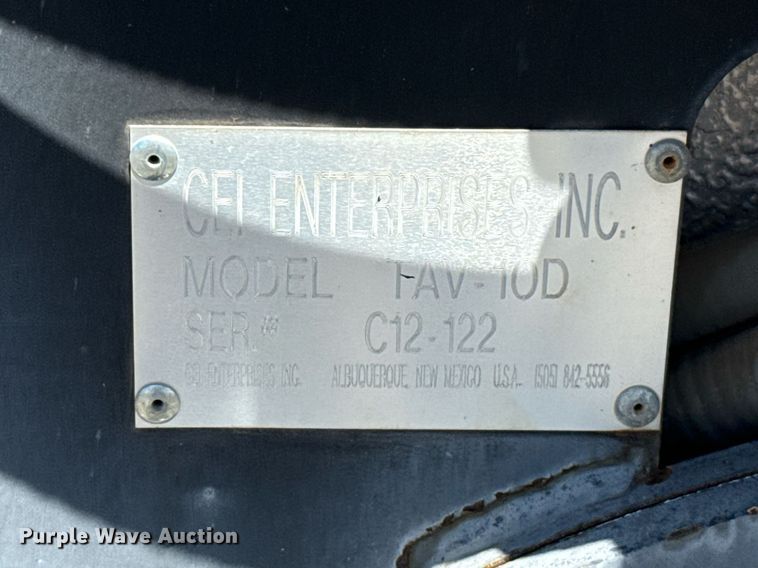 CEI ENTERPRISES INC.
MODEL TAV-10D
SER.# C12-122
CEI ENTERPRISES INC. ALBUQUERQUE, NEW MEXICO U.S.A. (505) 842-5556
Purple Wave Auction